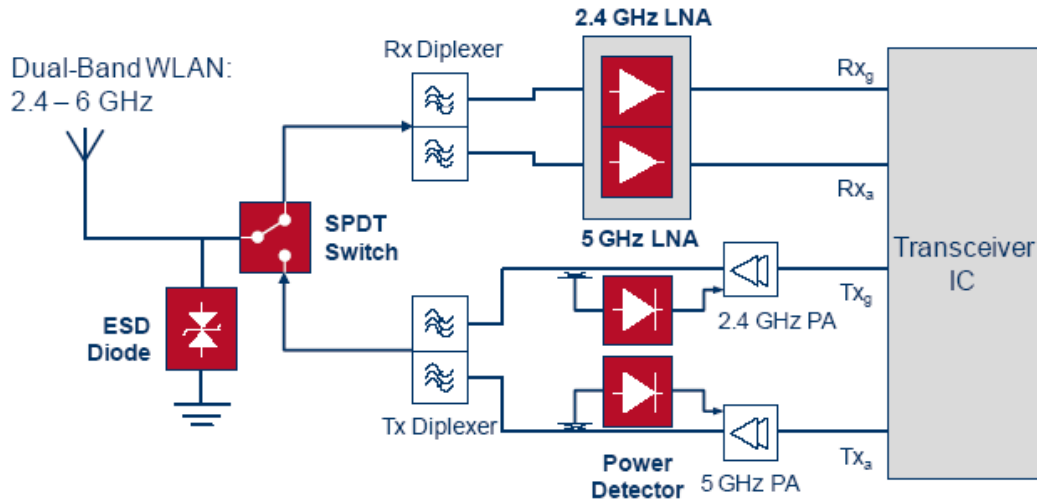 2.4 GHz LNA
Rx Diplexer
Dual-Band WLAN:
2.4 – 6 GHz
Rxg
Rxa
SPDT
Switch
5 GHz LNA
Transceiver
IC
ESD
Diode
Txg
2.4 GHz PA
Tx Diplexer
Power
Detector
5 GHz PA
Txa